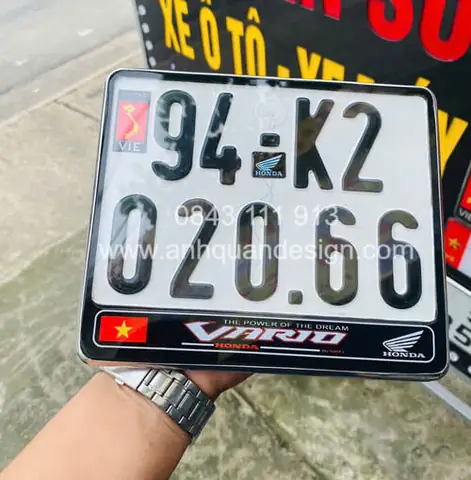 XE Ô TÔ - XE
VIE
94-K2
HONDA
020.66
0843 111 913
www.anhquandesign.com
THE POWER OF THE DREAM
VARIO
HONDA
HONDA